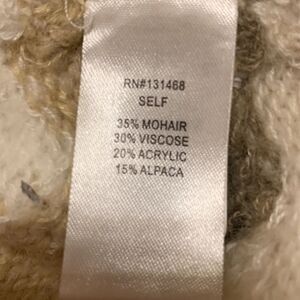 RN#131468
SELF
35% MOHAIR
30% VISCOSE
20% ACRYLIC
15% ALPACA